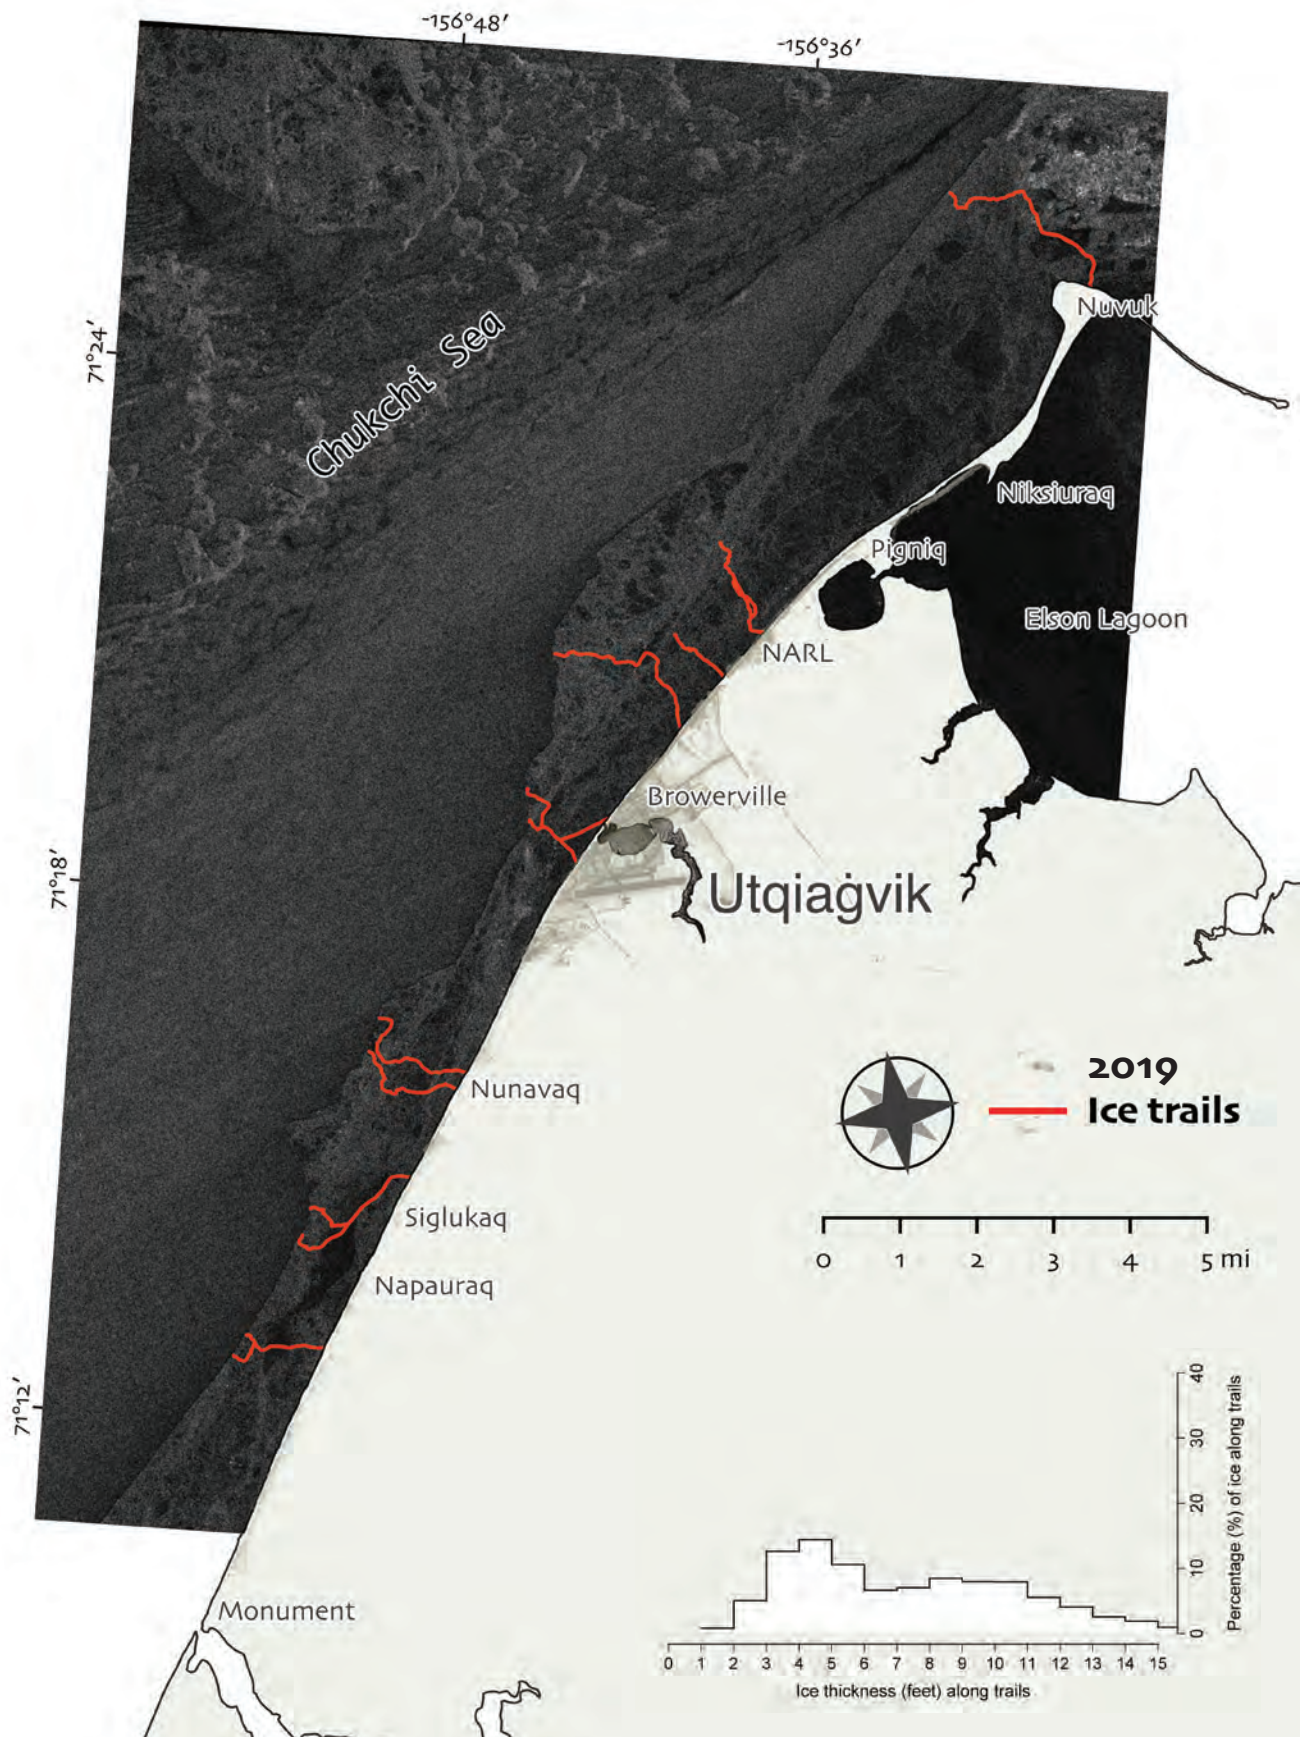 -156°48′
-156°36′
71°24′
Chukchi Sea
Nuvuk
Niksiuraq
Pigniq
Elson Lagoon
NARL
Browerville
71°18′
Utqiaġvik
2019
Ice trails
Nunavaq
Siglukaq
0 1 2 3 4 5 mi
Napauraq
71°12′
Monument
0 10 20 30 40
Percentage (%) of ice along trails
0 1 2 3 4 5 6 7 8 9 10 11 12 13 14 15
Ice thickness (feet) along trails